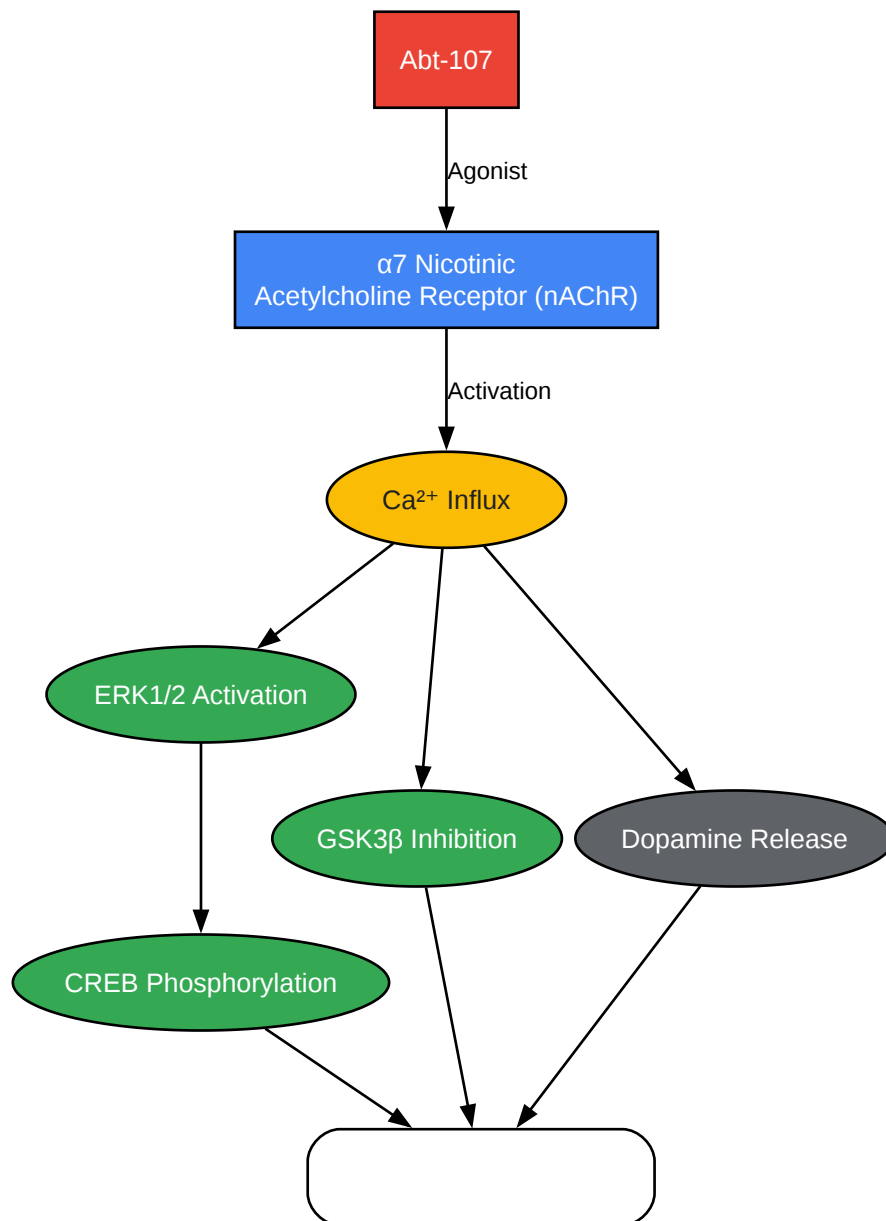 Abt-107
Agonist
α7 Nicotinic
Acetylcholine Receptor (nAChR)
Activation
Ca²⁺ Influx
ERK1/2 Activation
GSK3β Inhibition
Dopamine Release
CREB Phosphorylation